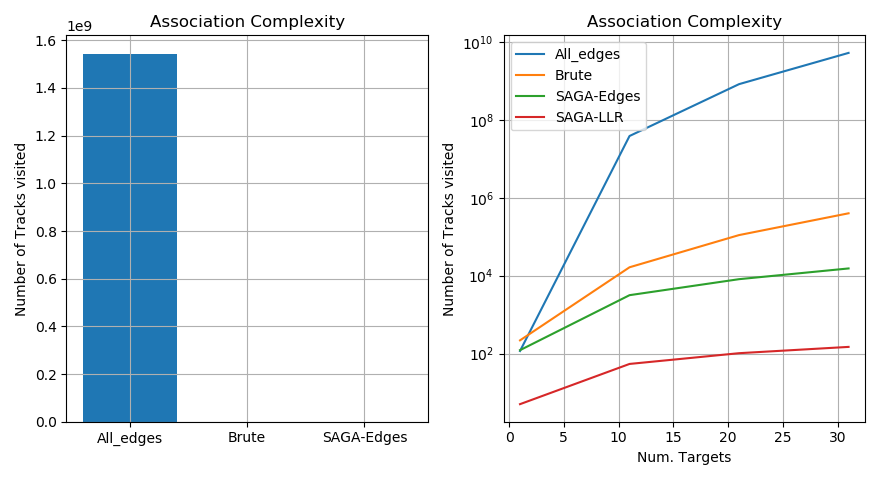 Association Complexity
1e9
Number of Tracks visited
1.6
1.4
1.2
1.0
0.8
0.6
0.4
0.2
0.0
All_edges Brute SAGA-Edges
Association Complexity
Number of Tracks visited
10^10
10^8
10^6
10^4
10^2
All_edges
Brute
SAGA-Edges
SAGA-LLR
0 5 10 15 20 25 30
Num. Targets